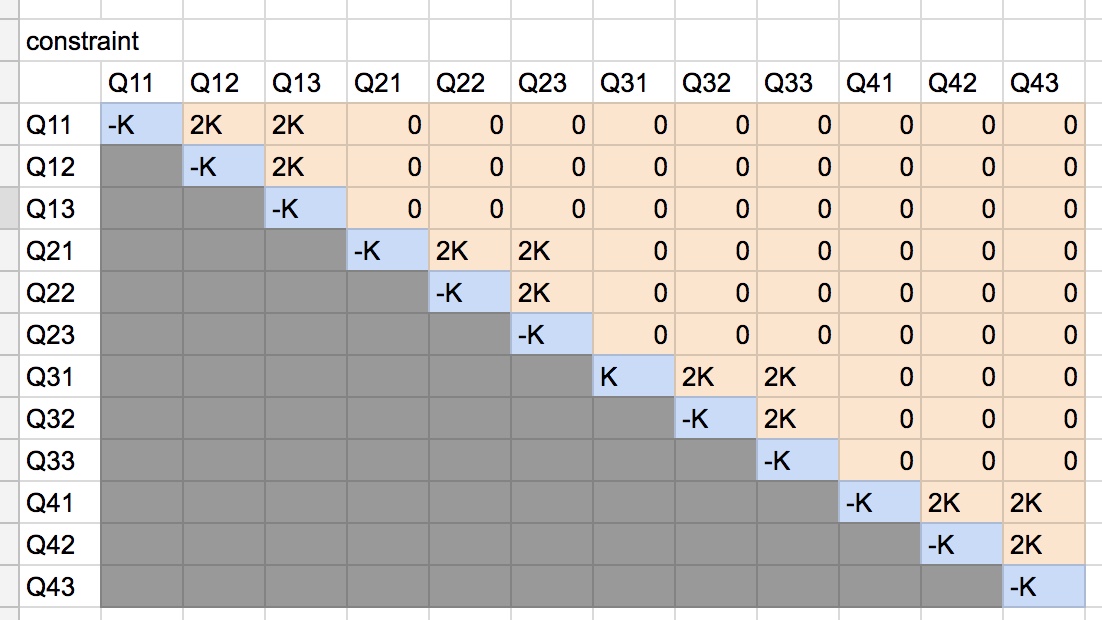 constraint
Q11 Q12 Q13 Q21 Q22 Q23 Q31 Q32 Q33 Q41 Q42 Q43
Q11 -K 2K 2K 0 0 0 0 0 0 0 0 0
Q12 -K 2K 0 0 0 0 0 0 0 0 0
Q13 -K 0 0 0 0 0 0 0 0 0
Q21 -K 2K 2K 0 0 0 0 0 0
Q22 -K 2K 0 0 0 0 0 0
Q23 -K 0 0 0 0 0 0
Q31 K 2K 2K 0 0 0
Q32 -K 2K 0 0 0
Q33 -K 0 0 0
Q41 -K 2K 2K
Q42 -K 2K
Q43 -K